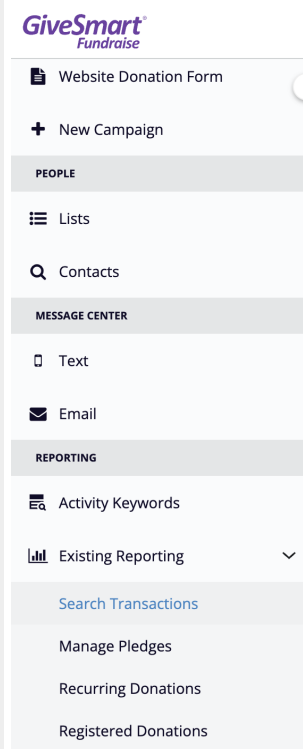 GiveSmart®
Fundraise
Website Donation Form
New Campaign
PEOPLE
Lists
Contacts
MESSAGE CENTER
Text
Email
REPORTING
Activity Keywords
Existing Reporting
Search Transactions
Manage Pledges
Recurring Donations
Registered Donations